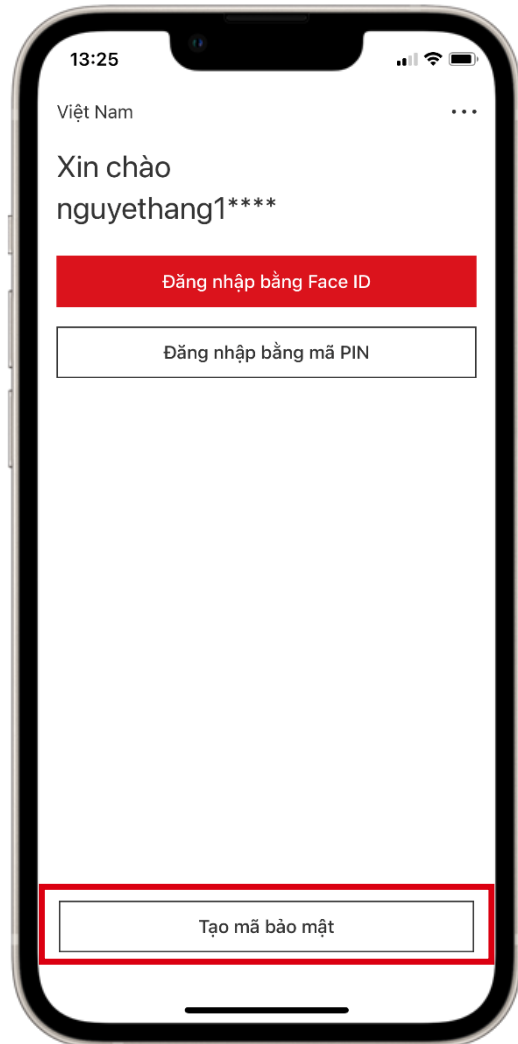 13:25
Việt Nam
Xin chào
nguyethang1****
Đăng nhập bằng Face ID
Đăng nhập bằng mã PIN
Tạo mã bảo mật